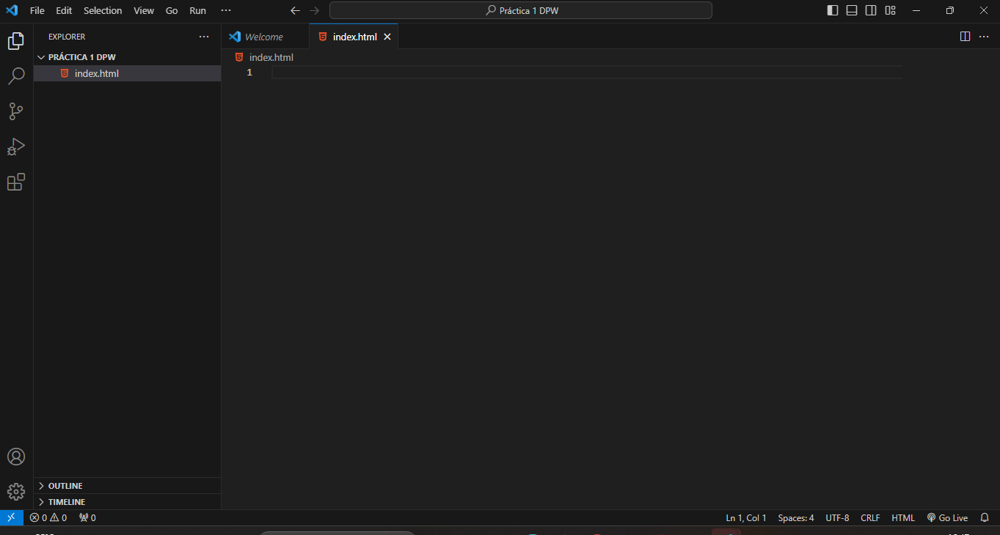 File Edit Selection View Go Run ···
Práctica 1 DPW
EXPLORER ···
Welcome
index.html
PRÁCTICA 1 DPW
index.html
index.html
1
OUTLINE
TIMELINE
0 0 0
Ln 1, Col 1 Spaces: 4 UTF-8 CRLF HTML Go Live